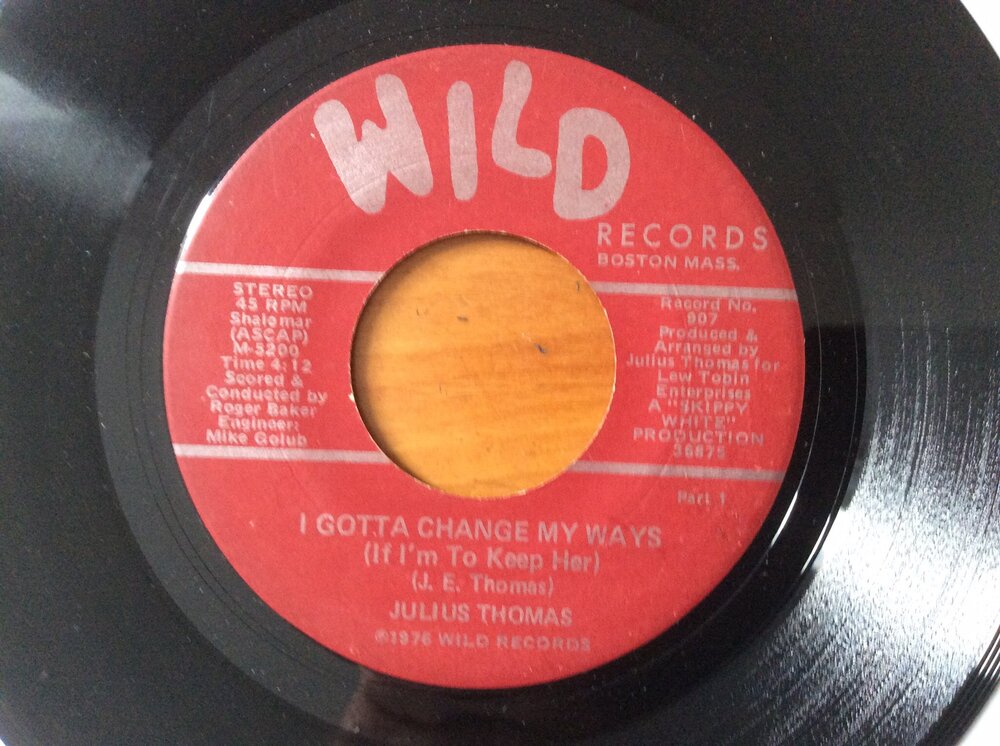 WILD
RECORDS
BOSTON MASS.
STEREO
45 RPM
Shalomar
(ASCAP)
M-5200
Time 4:12
Scored &
Conducted by
Roger Baker
Engineer:
Mike Golub
Record No.
907
Produced &
Arranged by
Julius Thomas for
Lew Tobin
Enterprises
A "SKIPPY
WHITE"
PRODUCTION
36875
Part 1
I GOTTA CHANGE MY WAYS
(If I'm To Keep Her)
(J. E. Thomas)
JULIUS THOMAS
℗1976 WILD RECORDS